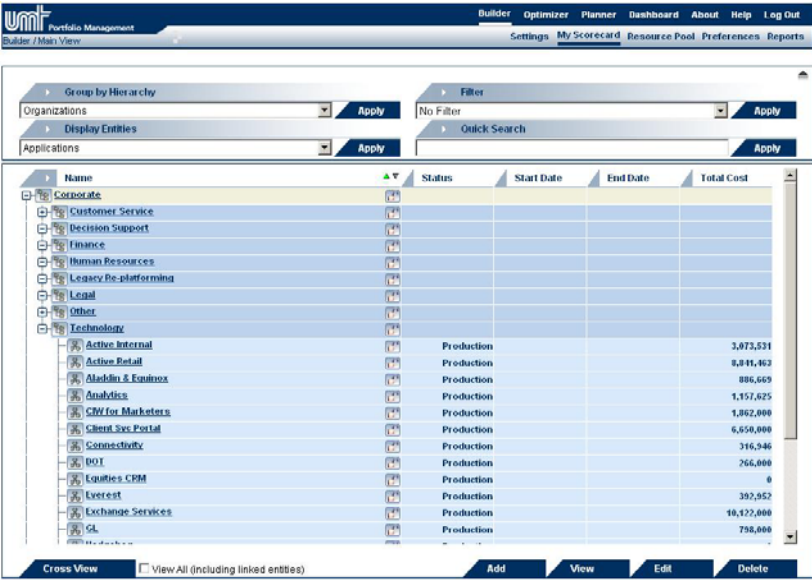 umt Portfolio Management
Builder Optimizer Planner Dashboard About Help Log Out
Builder / Main View
Settings My Scorecard Resource Pool Preferences Reports
Group by Hierarchy Filter
Organizations Apply No Filter Apply
Display Entities Quick Search
Applications Apply Apply
Name Status Start Date End Date Total Cost
Corporate
Customer Service
Decision Support
Finance
Human Resources
Legacy Re-platforming
Legal
Other
Technology
Active Internal Production 3,073,531
Active Retail Production 8,841,463
Aladdin & Equinox Production 886,669
Analytics Production 1,157,625
CIW for Marketers Production 1,862,000
Client Svc Portal Production 6,650,000
Connectivity Production 316,946
DOT Production 266,000
Equities CRM Production 0
Everest Production 392,952
Exchange Services Production 10,122,000
GL Production 798,000
Cross View View All (including linked entities) Add View Edit Delete